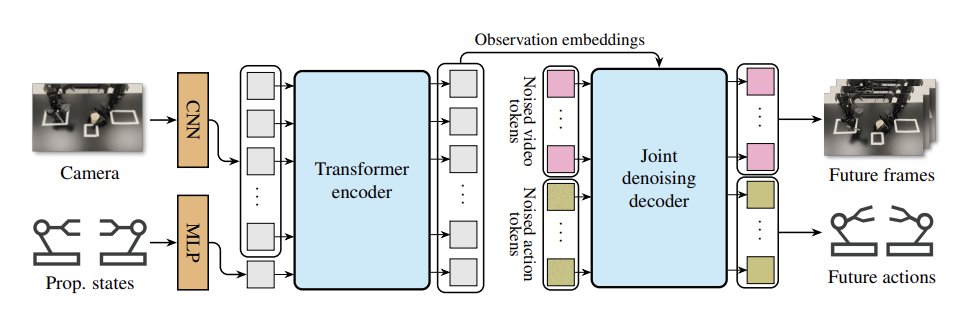 Observation embeddings
Camera
CNN
Prop. states
MLP
Transformer
encoder
Noised video
tokens
Noised action
tokens
Joint
denoising
decoder
Future frames
Future actions